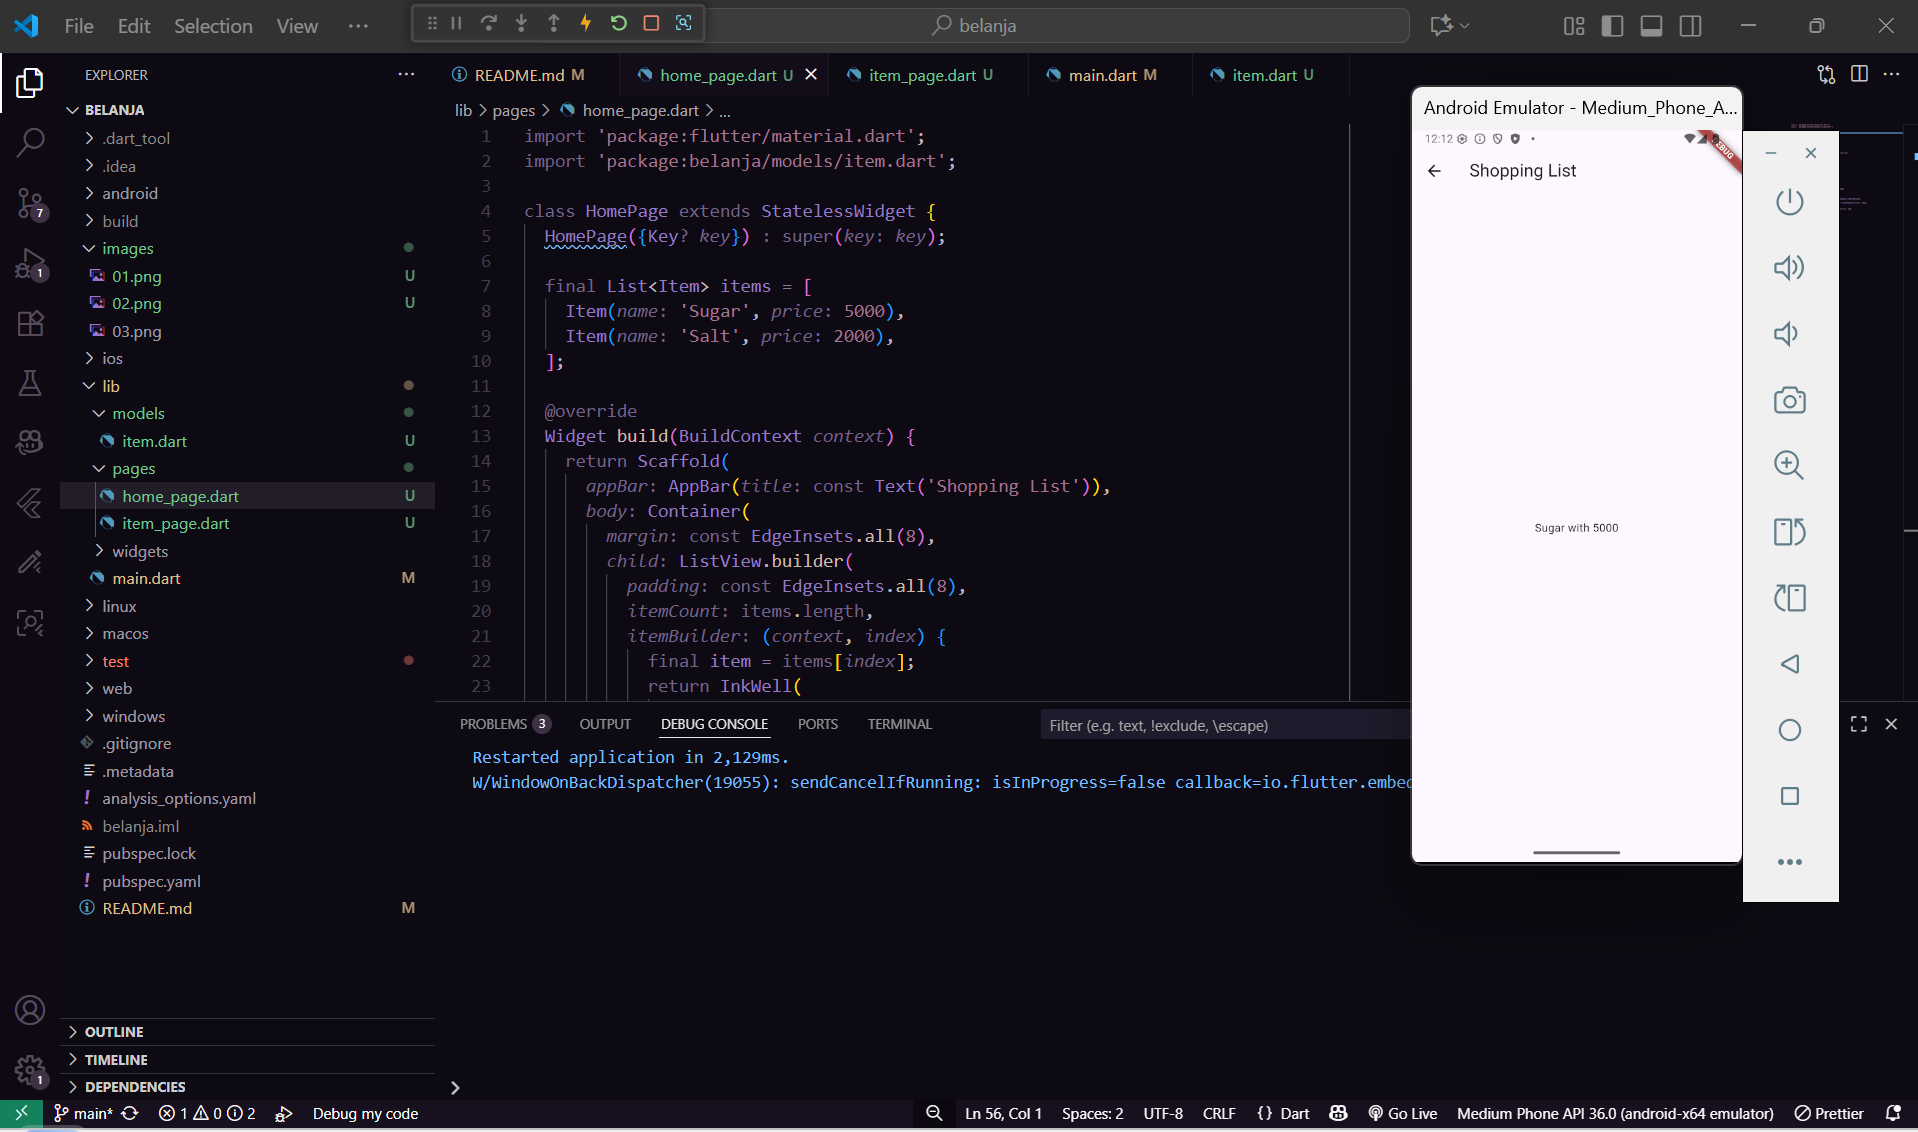 File Edit Selection View
belanja
EXPLORER
BELANJA
.dart_tool
.idea
android
build
images
01.png U
02.png U
03.png
ios
lib
models
item.dart U
pages
home_page.dart U
item_page.dart U
widgets
main.dart M
linux
macos
test
web
windows
.gitignore
.metadata
analysis_options.yaml
belanja.iml
pubspec.lock
pubspec.yaml
README.md M
OUTLINE
TIMELINE
DEPENDENCIES
7
1
1
README.md M home_page.dart U item_page.dart U main.dart M item.dart U
lib > pages > home_page.dart > ...
1 import 'package:flutter/material.dart';
2 import 'package:belanja/models/item.dart';
3
4 class HomePage extends StatelessWidget {
5 HomePage({Key? key}) : super(key: key);
6
7 final List<Item> items = [
8 Item(name: 'Sugar', price: 5000),
9 Item(name: 'Salt', price: 2000),
10 ];
11
12 @override
13 Widget build(BuildContext context) {
14 return Scaffold(
15 appBar: AppBar(title: const Text('Shopping List')),
16 body: Container(
17 margin: const EdgeInsets.all(8),
18 child: ListView.builder(
19 padding: const EdgeInsets.all(8),
20 itemCount: items.length,
21 itemBuilder: (context, index) {
22 final item = items[index];
23 return InkWell(
PROBLEMS 3 OUTPUT DEBUG CONSOLE PORTS TERMINAL
Filter (e.g. text, !exclude, \escape)
Restarted application in 2,129ms.
W/WindowOnBackDispatcher(19055): sendCancelIfRunning: isInProgress=false callback=io.flutter.embed
Android Emulator - Medium_Phone_A...
12:12
DEBUG
Shopping List
Sugar with 5000
main* 1 0 2 Debug my code
Ln 56, Col 1 Spaces: 2 UTF-8 CRLF {} Dart Go Live Medium Phone API 36.0 (android-x64 emulator) Prettier